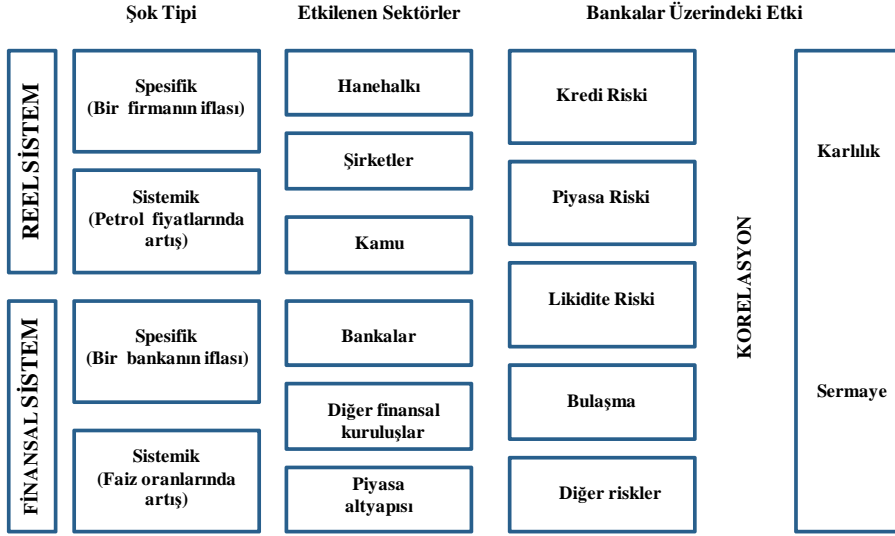 Şok Tipi
Etkilenen Sektörler
Bankalar Üzerindeki Etki
REEL SİSTEM
Spesifik
(Bir firmanın iflası)
Sistemik
(Petrol fiyatlarında
artış)
FİNANSAL SİSTEM
Spesifik
(Bir bankanın iflası)
Sistemik
(Faiz oranlarında
artış)
Hanehalkı
Şirketler
Kamu
Bankalar
Diğer finansal
kuruluşlar
Piyasa
altyapısı
Kredi Riski
Piyasa Riski
Likidite Riski
Bulaşma
Diğer riskler
KORELASYON
Karlılık
Sermaye